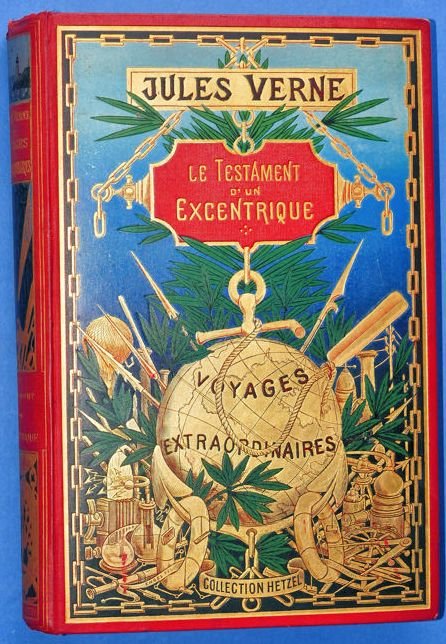 JULES VERNE
LE TESTAMENT
D'UN
EXCENTRIQUE
VOYAGES
EXTRAORDINAIRES
COLLECTION HETZEL